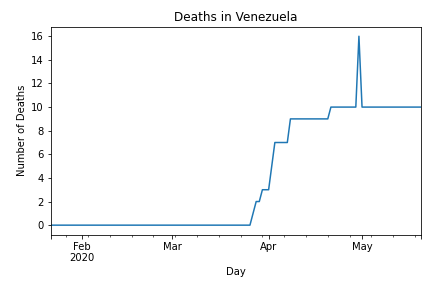 Deaths in Venezuela
Number of Deaths
16
14
12
10
8
6
4
2
0
Feb
2020
Mar
Apr
May
Day